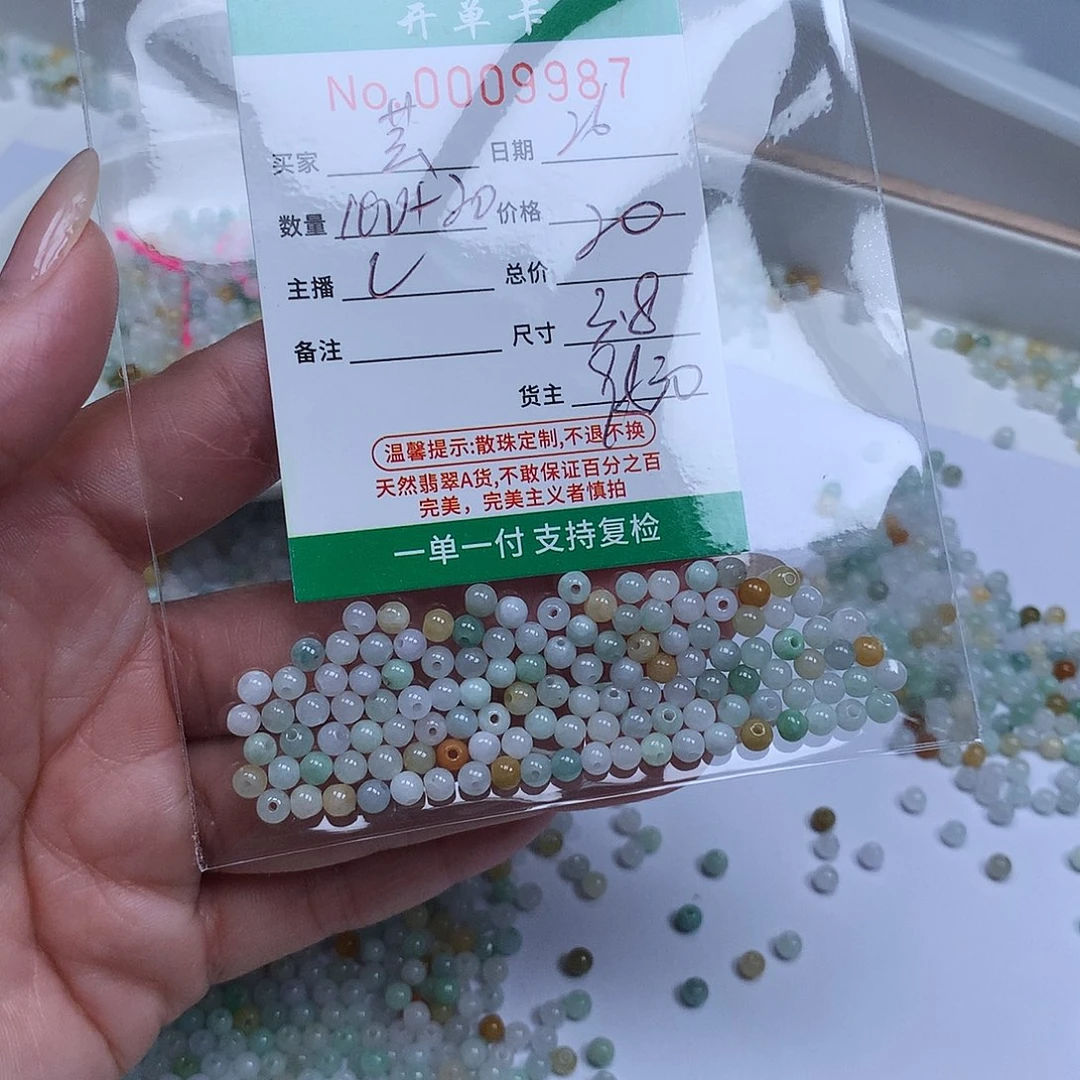 开单卡
No.0009987
买家 芸 日期 26
数量 100+20 价格 20
主播 L 总价
备注 尺寸 2.8
货主
温馨提示:散珠定制,不退不换
天然翡翠A货,不敢保证百分之百
完美，完美主义者慎拍
一单一付 支持复检